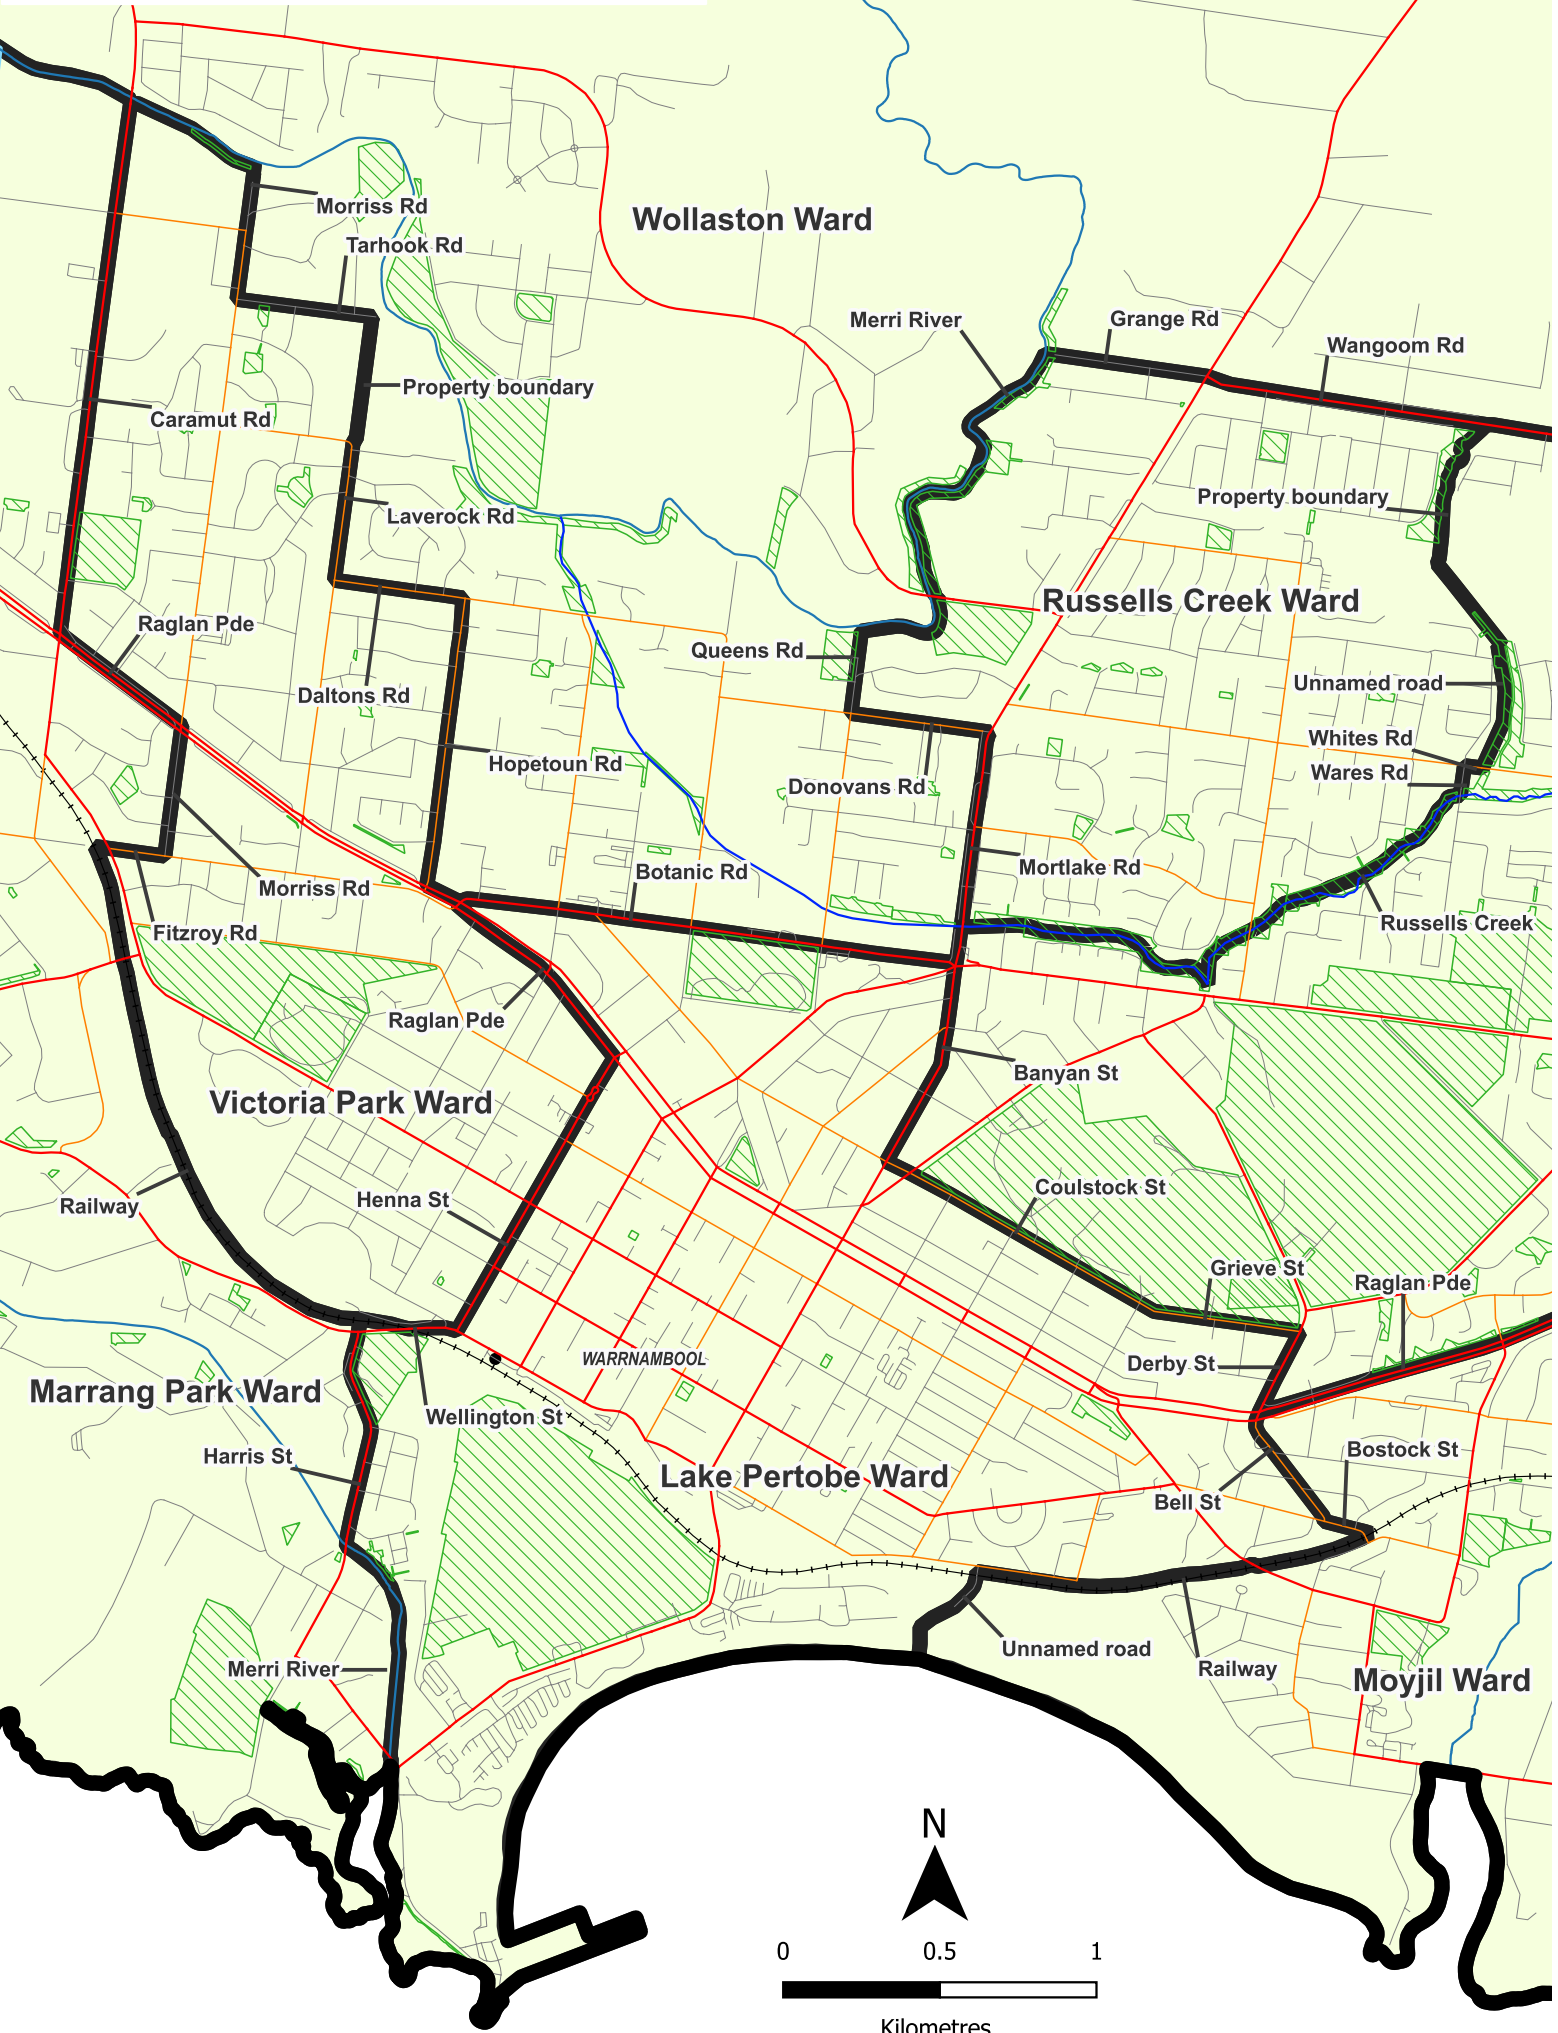 Morriss Rd
Wollaston Ward
Tarhook Rd
Merri River
Grange Rd
Wangoom Rd
Property boundary
Caramut Rd
Property boundary
Laverock Rd
Russells Creek Ward
Raglan Pde
Queens Rd
Unnamed road
Daltons Rd
Whites Rd
Hopetoun Rd
Wares Rd
Donovans Rd
Mortlake Rd
Botanic Rd
Morriss Rd
Russells Creek
Fitzroy Rd
Raglan Pde
Banyan St
Victoria Park Ward
Coulstock St
Henna St
Railway
Grieve St
Raglan Pde
WARRNAMBOOL
Derby St
Marrang Park Ward
Wellington St
Bostock St
Harris St
Lake Pertobe Ward
Bell St
Unnamed road
Merri River
Railway
Moyjil Ward
N
0 0.5 1
Kilometres